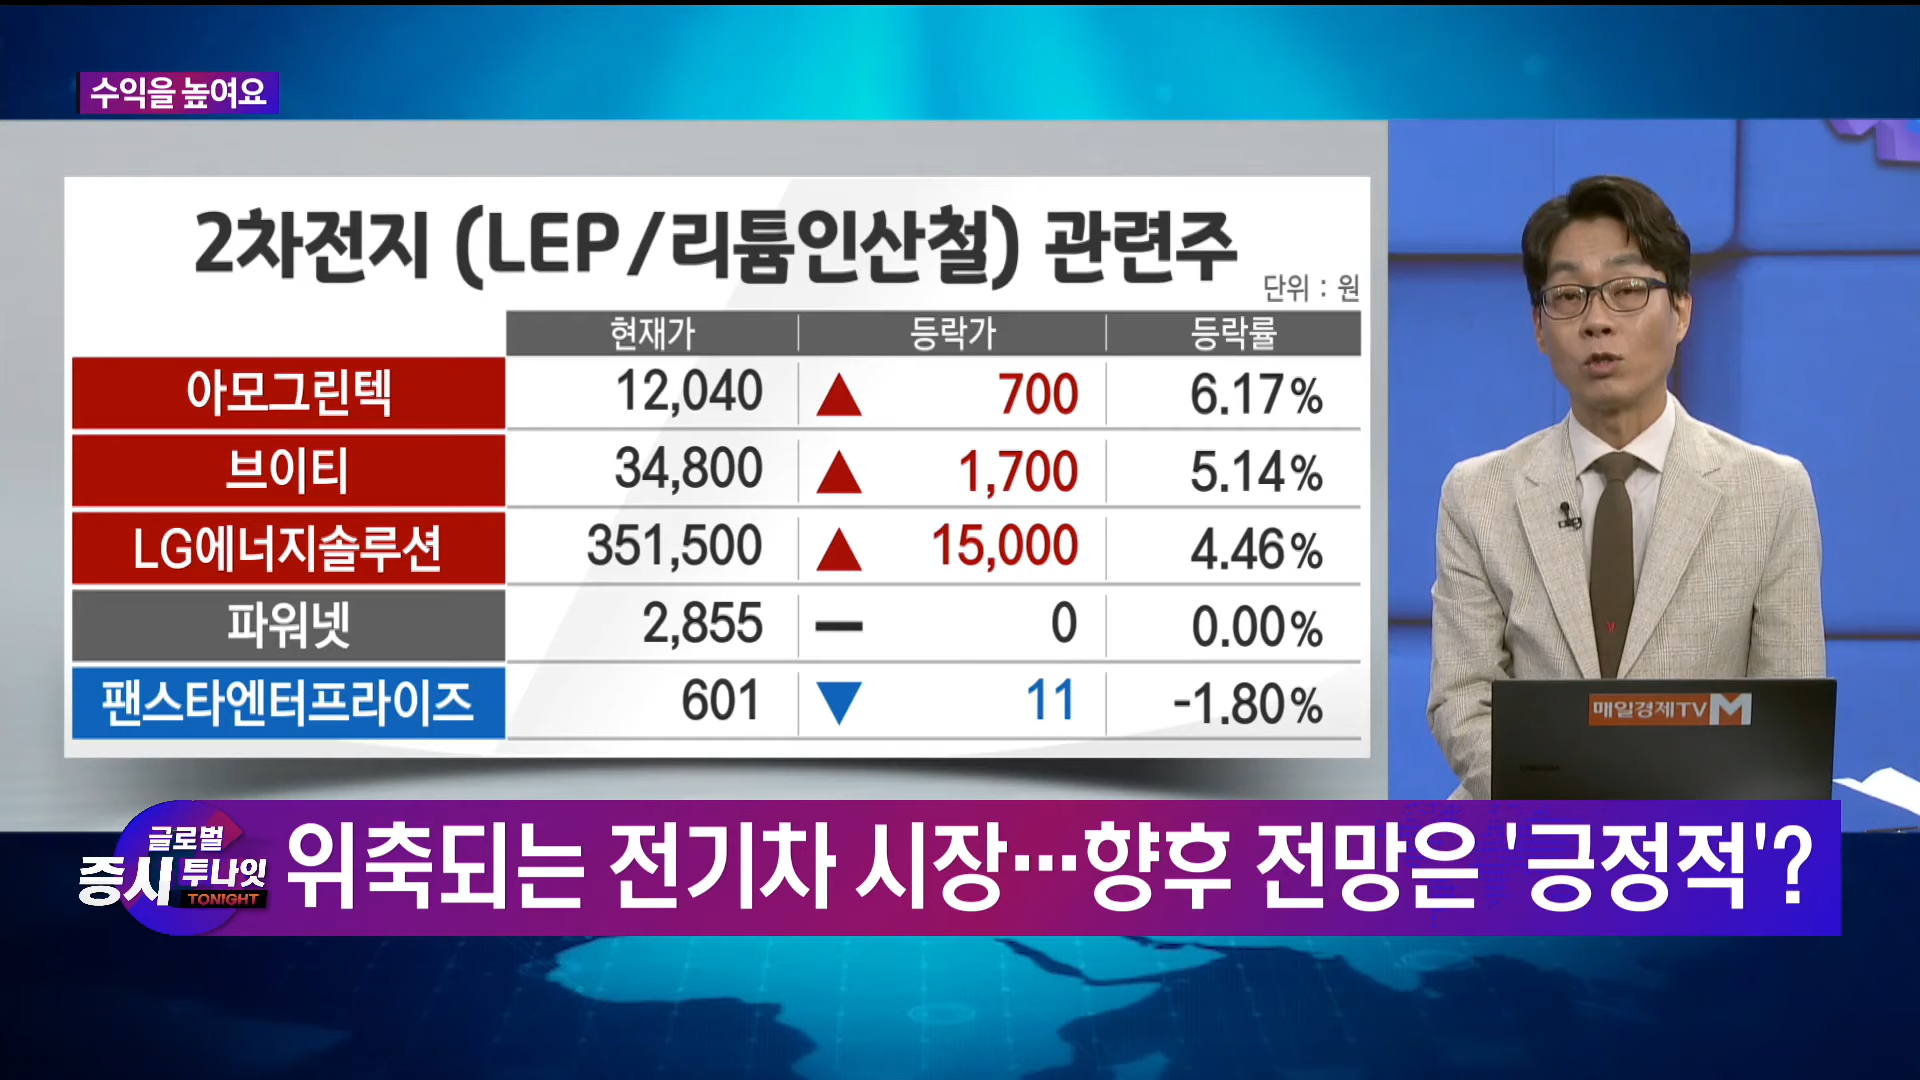 수익을 높여요
2차전지 (LEP/리튬인산철) 관련주
단위 : 원
현재가 등락가 등락률
아모그린텍 12,040 ▲ 700 6.17%
브이티 34,800 ▲ 1,700 5.14%
LG에너지솔루션 351,500 ▲ 15,000 4.46%
파워넷 2,855 — 0 0.00%
팬스타엔터프라이즈 601 ▼ 11 -1.80%
매일경제TV M
글로벌
증시 투나잇
TONIGHT
위축되는 전기차 시장…향후 전망은 '긍정적'?